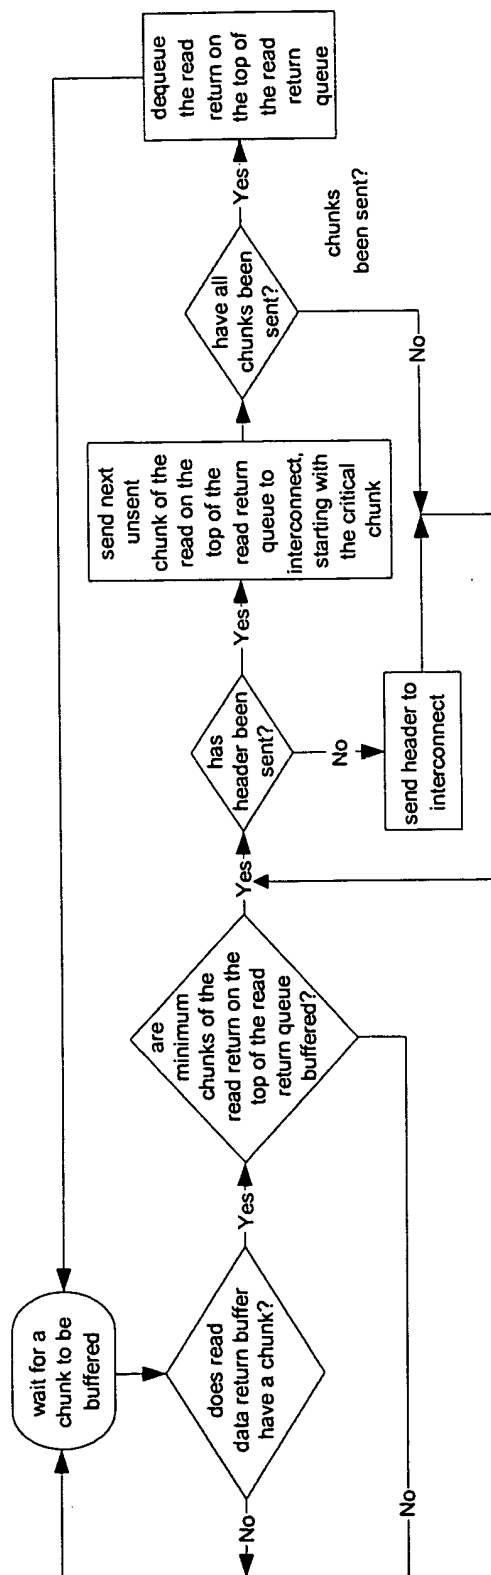 wait for a
chunk to be
buffered
does read
data return buffer
have a chunk?
No
Yes
are
minimum
chunks of the
read return on the
top of the read
return queue
buffered?
No
Yes
has
header been
sent?
No
send header to
interconnect
Yes
send next
unsent
chunk of the
read on the
top of the
read return
queue to
interconnect,
starting with
the critical
chunk
have all
chunks been
sent?
No
Yes
chunks
been sent?
dequeue
the read
return on
the top of
the read
return
queue